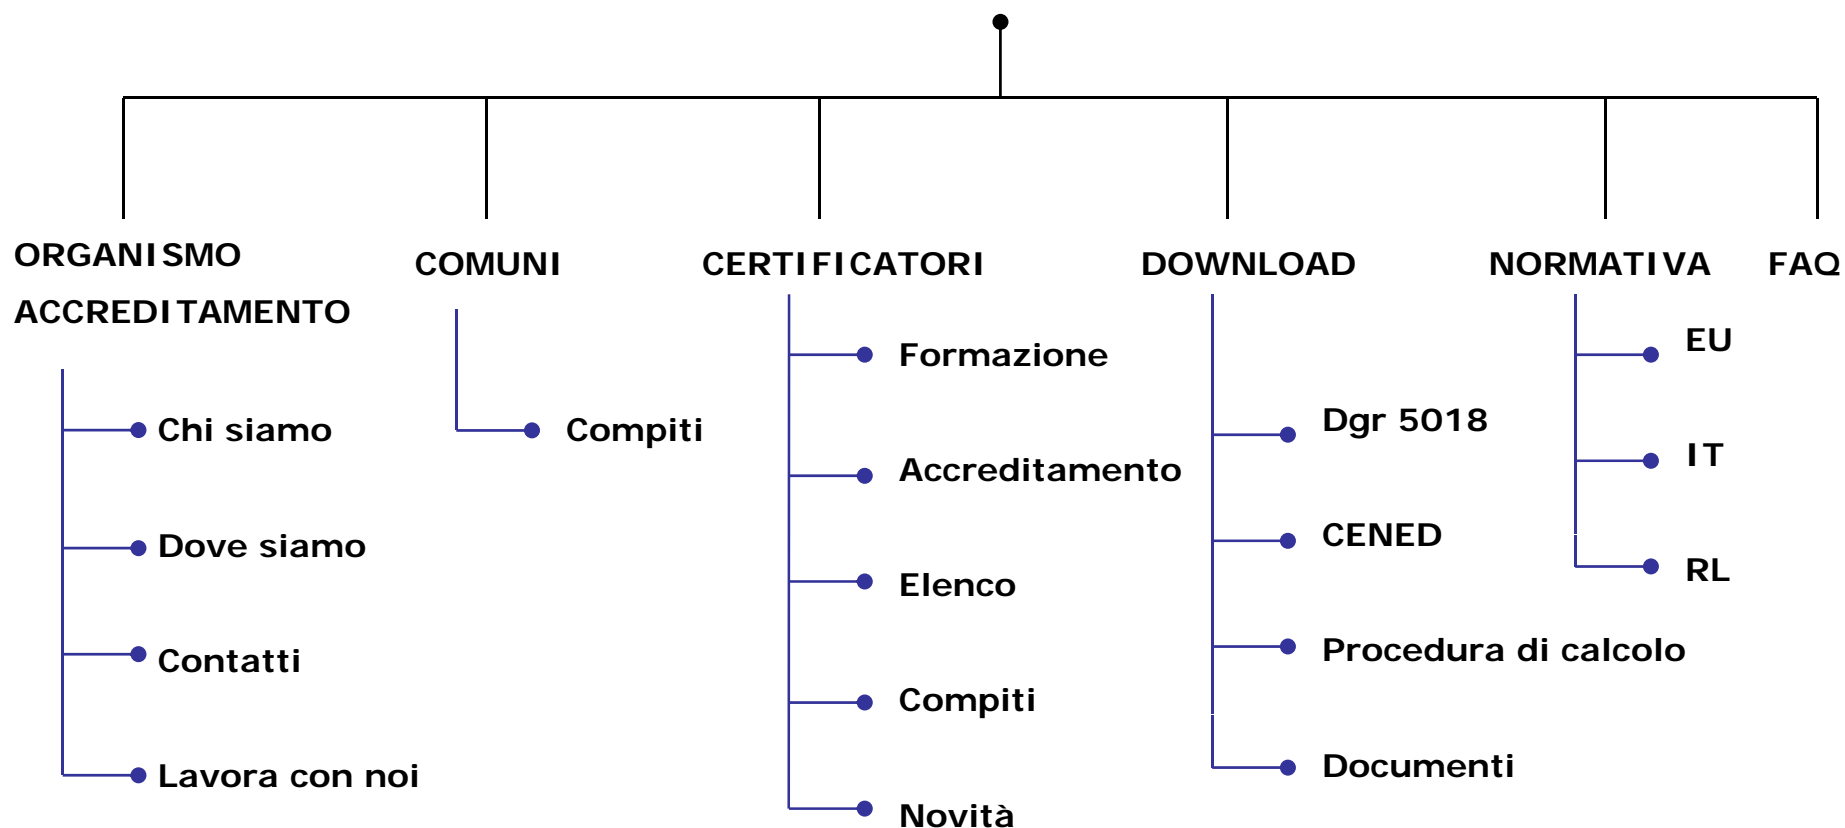 ORGANISMO
ACCREDITAMENTO
Chi siamo
Dove siamo
Contatti
Lavora con noi
COMUNI
Compiti
CERTIFICATORI
Formazione
Accreditamento
Elenco
Compiti
Novità
DOWNLOAD
Dgr 5018
CENED
Procedura di calcolo
Documenti
NORMATIVA
EU
IT
RL
FAQ